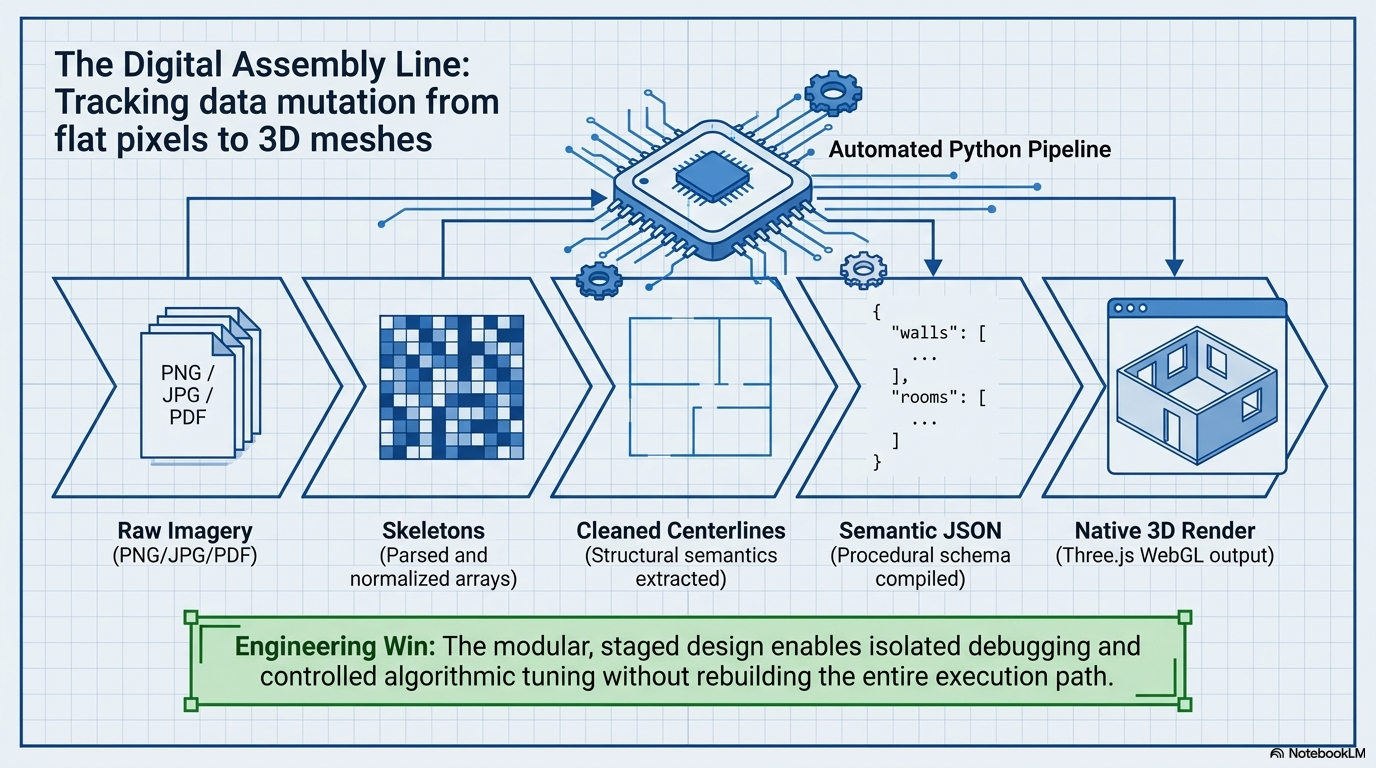 The Digital Assembly Line:
Tracking data mutation from
flat pixels to 3D meshes
Automated Python Pipeline
PNG /
JPG /
PDF
{
"walls": [
...
],
"rooms": [
...
]
}
Raw Imagery
(PNG/JPG/PDF)
Skeletons
(Parsed and
normalized arrays)
Cleaned Centerlines
(Structural semantics
extracted)
Semantic JSON
(Procedural schema
compiled)
Native 3D Render
(Three.js WebGL output)
Engineering Win: The modular, staged design enables isolated debugging and
controlled algorithmic tuning without rebuilding the entire execution path.
NotebookLM